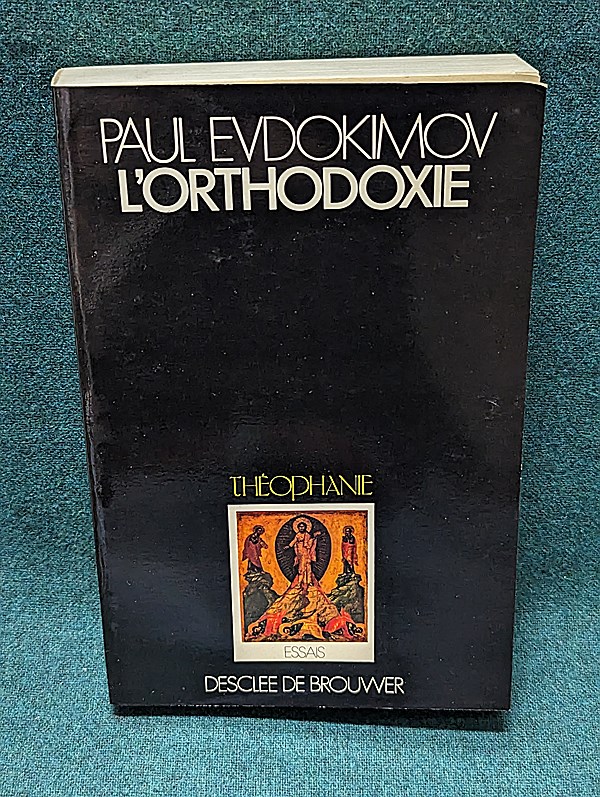 PAUL EVDOKIMOV
L'ORTHODOXIE
THÉOPHANIE
ESSAIS
DESCLEE DE BROUWER